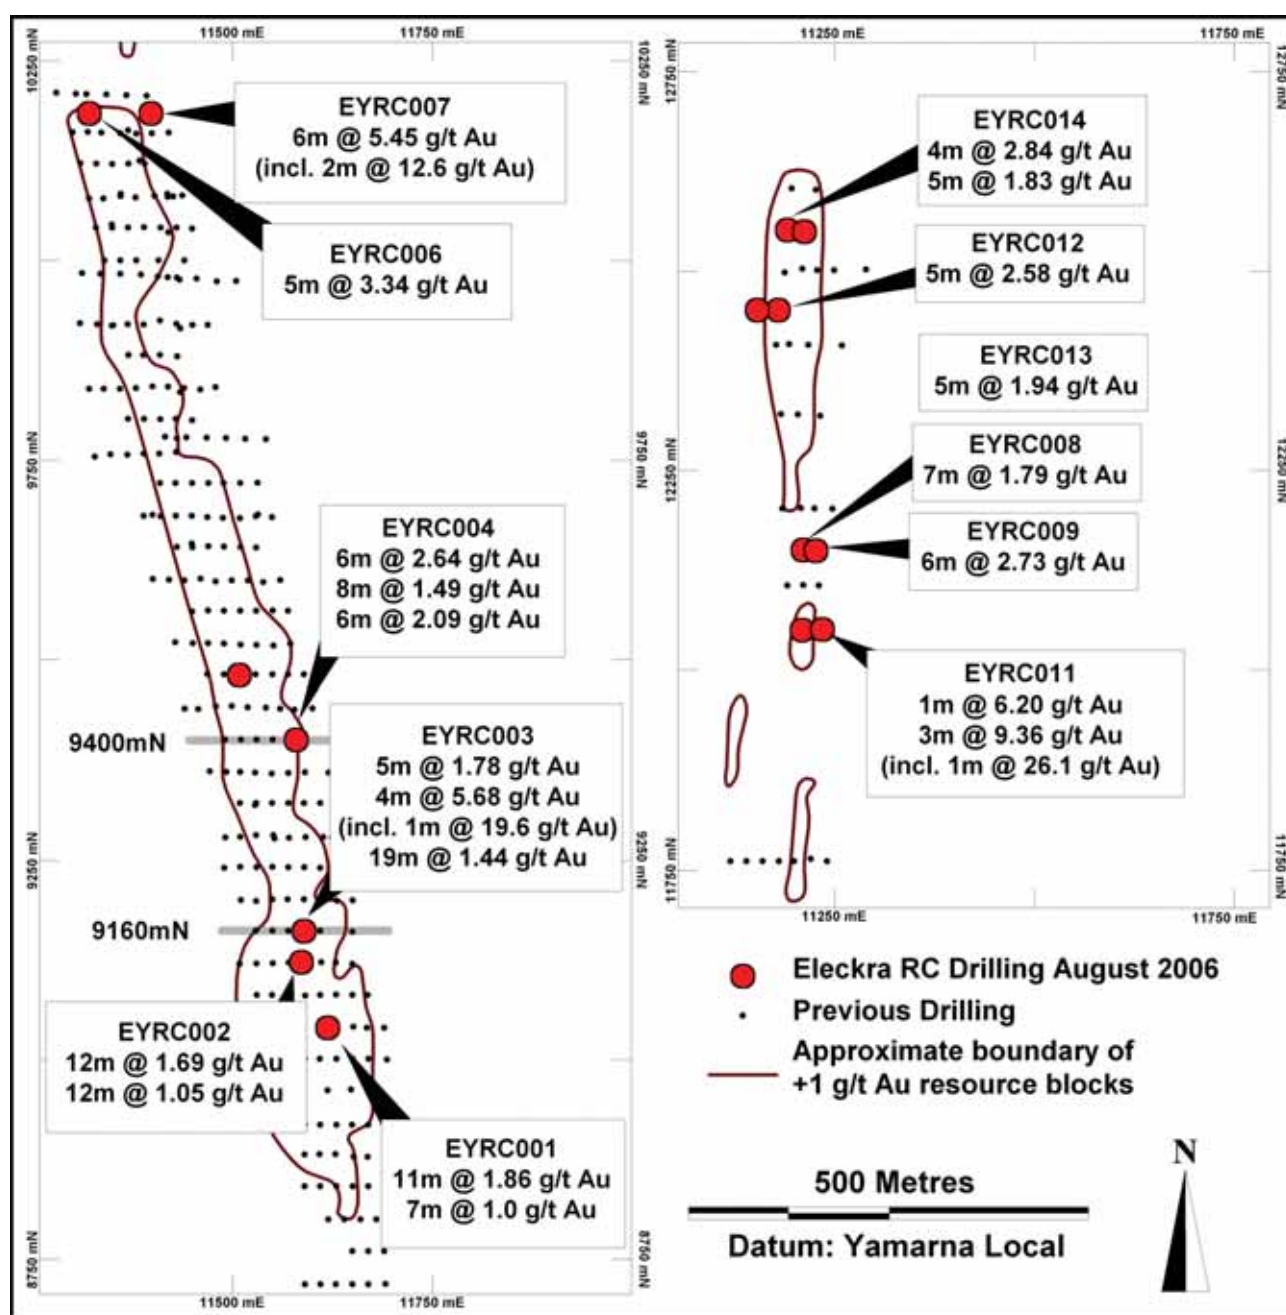 11500 mE
11750 mE
10250 mN
10250 mN
EYRC007
6m @ 5.45 g/t Au
(incl. 2m @ 12.6 g/t Au)
EYRC006
5m @ 3.34 g/t Au
9750 mN
9750 mN
EYRC004
6m @ 2.64 g/t Au
8m @ 1.49 g/t Au
6m @ 2.09 g/t Au
9400mN
EYRC003
5m @ 1.78 g/t Au
4m @ 5.68 g/t Au
(incl. 1m @ 19.6 g/t Au)
19m @ 1.44 g/t Au
9250 mN
9250 mN
9160mN
EYRC002
12m @ 1.69 g/t Au
12m @ 1.05 g/t Au
EYRC001
11m @ 1.86 g/t Au
7m @ 1.0 g/t Au
8750 mN
8750 mN
11500 mE
11750 mE
11250 mE
11750 mE
12750 mN
12750 mN
EYRC014
4m @ 2.84 g/t Au
5m @ 1.83 g/t Au
EYRC012
5m @ 2.58 g/t Au
EYRC013
5m @ 1.94 g/t Au
EYRC008
7m @ 1.79 g/t Au
12250 mN
12250 mN
EYRC009
6m @ 2.73 g/t Au
EYRC011
1m @ 6.20 g/t Au
3m @ 9.36 g/t Au
(incl. 1m @ 26.1 g/t Au)
11750 mN
11750 mN
11250 mE
11750 mE
Eleckra RC Drilling August 2006
Previous Drilling
Approximate boundary of
+1 g/t Au resource blocks
500 Metres
Datum: Yamarna Local
N